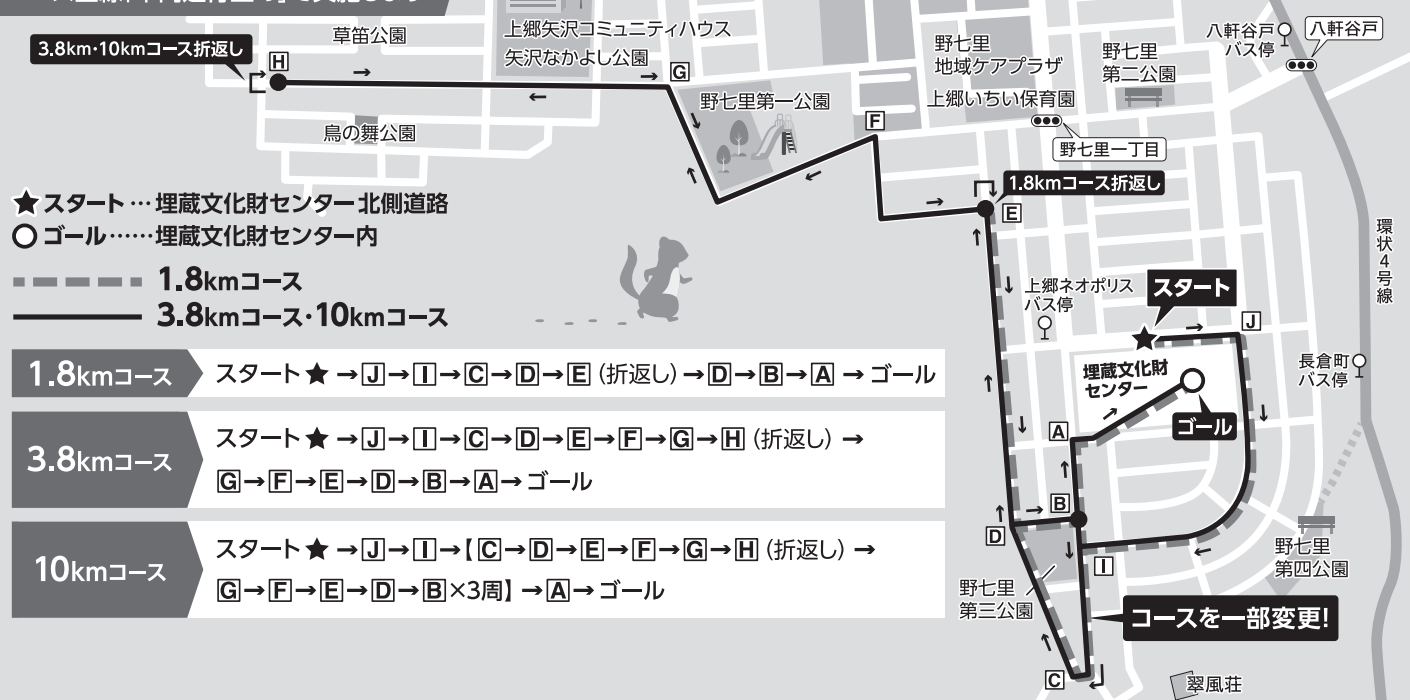 3.8km・10kmコース折返し
H
草笛公園
鳥の舞公園
上郷矢沢コミュニティハウス
矢沢なかよし公園
G
野七里第一公園
F
野七里
地域ケアプラザ
上郷いちい保育園
野七里
第二公園
八軒谷戸
バス停
八軒谷戸
野七里一丁目
1.8kmコース折返し
E
環状4号線
★スタート…埋蔵文化財センター北側道路
○ゴール……埋蔵文化財センター内
1.8kmコース
3.8kmコース・10kmコース
上郷ネオポリス
バス停
スタート
J
埋蔵文化財
センター
ゴール
長倉町
バス停
A
B
D
I
野七里
第三公園
野七里
第四公園
コースを一部変更!
C
翠風荘
1.8kmコース
スタート★→J→I→C→D→E(折返し)→D→B→A→ゴール
3.8kmコース
スタート★→J→I→C→D→E→F→G→H(折返し)→
G→F→E→D→B→A→ゴール
10kmコース
スタート★→J→I→【C→D→E→F→G→H(折返し)→
G→F→E→D→B×3周】→A→ゴール